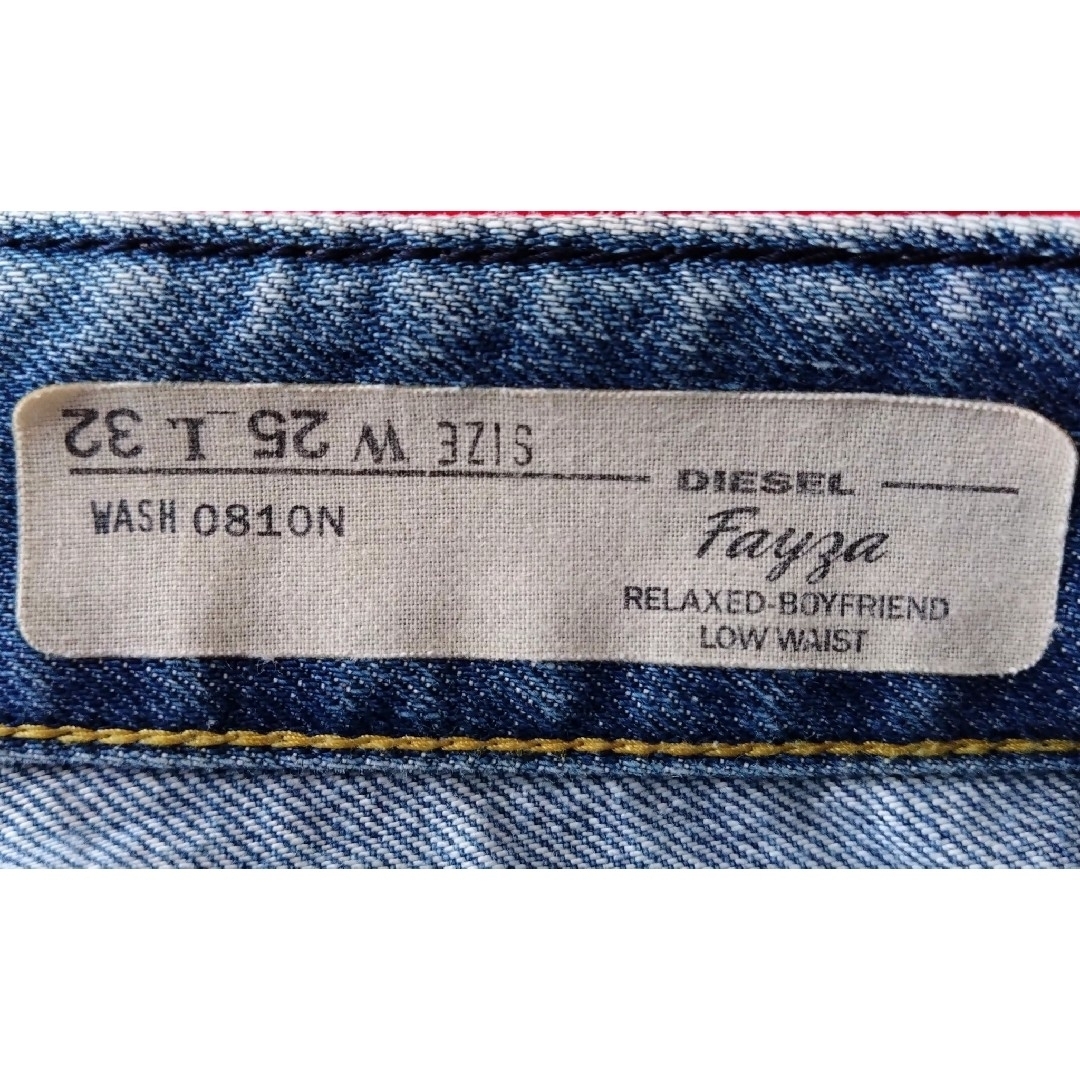 SIZE W 25 L 32
DIESEL
WASH 0810N
Fayza
RELAXED-BOYFRIEND
LOW WAIST